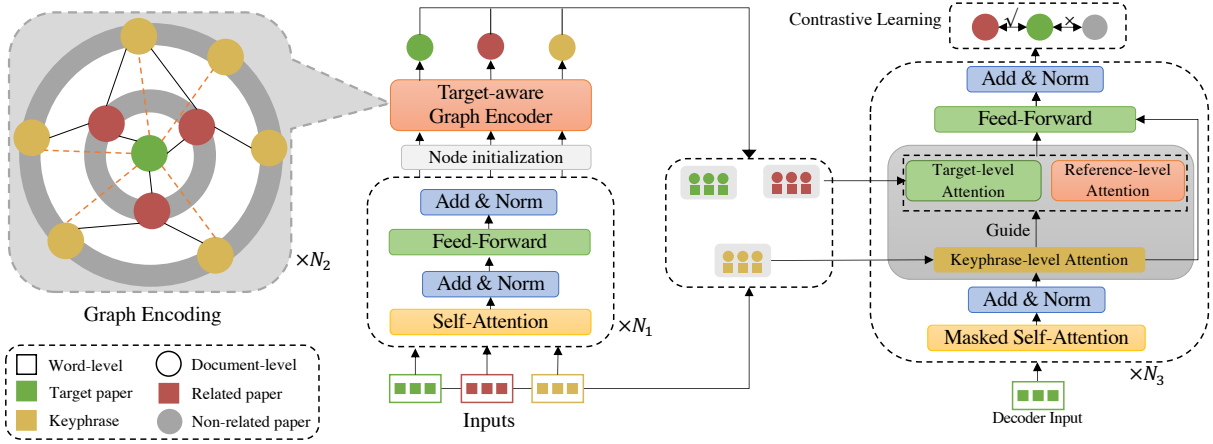 Graph Encoding
×N₂
Word-level
Document-level
Target paper
Related paper
Keyphrase
Non-related paper
Target-aware
Graph Encoder
Node initialization
Add & Norm
Feed-Forward
Add & Norm
Self-Attention
×N₁
Inputs
Contrastive Learning
√
×
Add & Norm
Feed-Forward
Target-level
Attention
Reference-level
Attention
Guide
Keyphrase-level Attention
Add & Norm
Masked Self-Attention
×N₃
Decoder Input